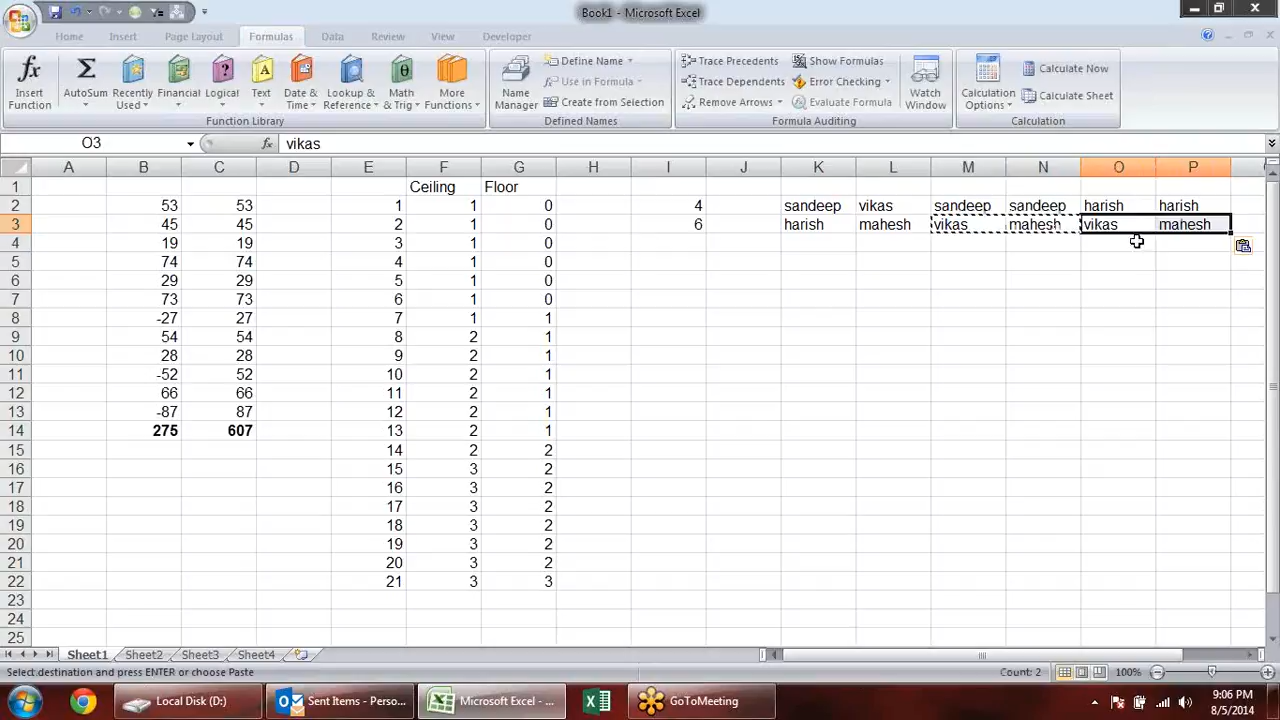 Book1 - Microsoft Excel
Home Insert Page Layout Formulas Data Review View Developer
Insert Function
AutoSum
Recently Used
Financial
Logical
Text
Date & Time
Lookup & Reference
Math & Trig
More Functions
Function Library
Name Manager
Define Name
Use in Formula
Create from Selection
Defined Names
Trace Precedents
Trace Dependents
Remove Arrows
Show Formulas
Error Checking
Evaluate Formula
Formula Auditing
Watch Window
Calculation Options
Calculate Now
Calculate Sheet
Calculation
O3 fx vikas
A B C D E F G H I J K L M N O P
1 Ceiling Floor
2 53 53 1 1 0 4 sandeep vikas sandeep sandeep harish harish
3 45 45 2 1 0 6 harish mahesh vikas mahesh vikas mahesh
4 19 19 3 1 0
5 74 74 4 1 0
6 29 29 5 1 0
7 73 73 6 1 0
8 -27 27 7 1 1
9 54 54 8 2 1
10 28 28 9 2 1
11 -52 52 10 2 1
12 66 66 11 2 1
13 -87 87 12 2 1
14 275 607 13 2 1
15 14 2 2
16 15 3 2
17 16 3 2
18 17 3 2
19 18 3 2
20 19 3 2
21 20 3 2
22 21 3 3
23
24
25
Sheet1 Sheet2 Sheet3 Sheet4
Select destination and press ENTER or choose Paste Count: 2 100%
Local Disk (D:) Sent Items - Perso... Microsoft Excel - ... GoToMeeting
9:06 PM
8/5/2014